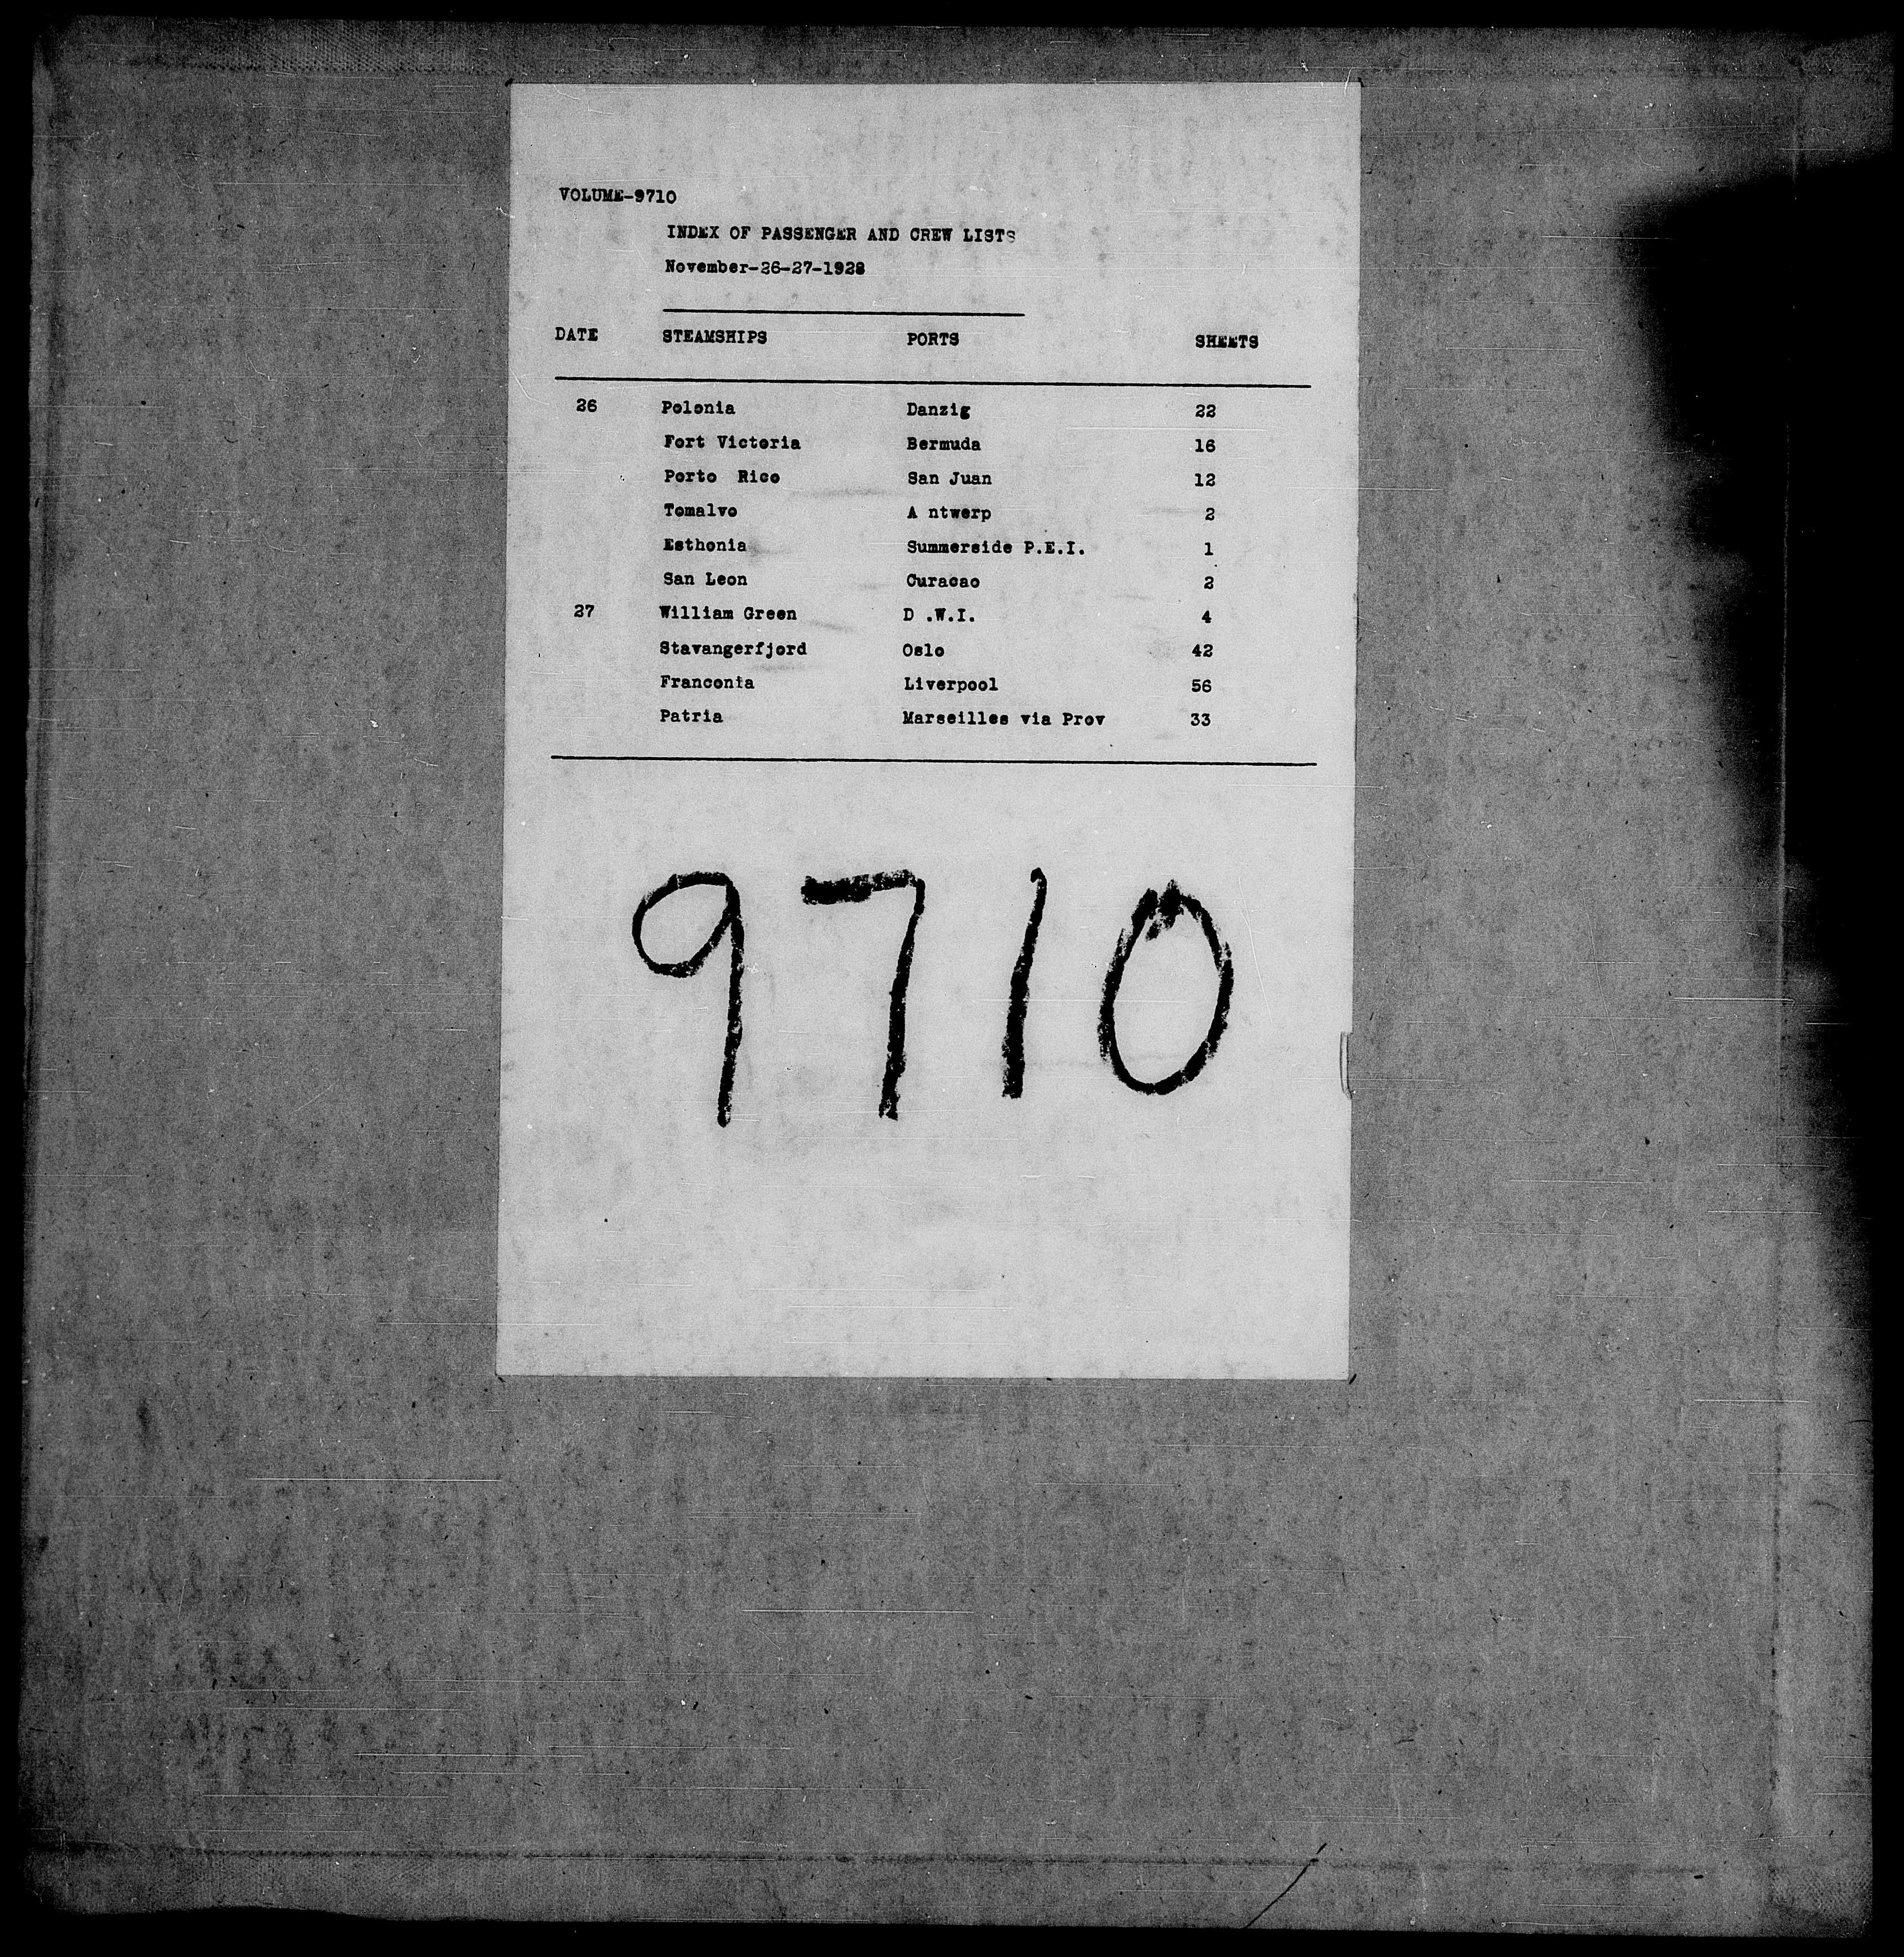 VOLUME-9710
INDEX OF PASSENGER AND CREW LISTS
November-26-27-1928
DATE STEAMSHIPS PORTS SHEETS
26 Polonia Danzig 22
Fort Victoria Bermuda 16
Porto Rico San Juan 12
Tomalvo A ntwerp 2
Esthonia Summerside P.E.I. 1
San Leon Curacao 2
27 William Green D .W.I. 4
Stavangerfjord Oslo 42
Franconia Liverpool 56
Patria Marseilles via Prov 33
9710